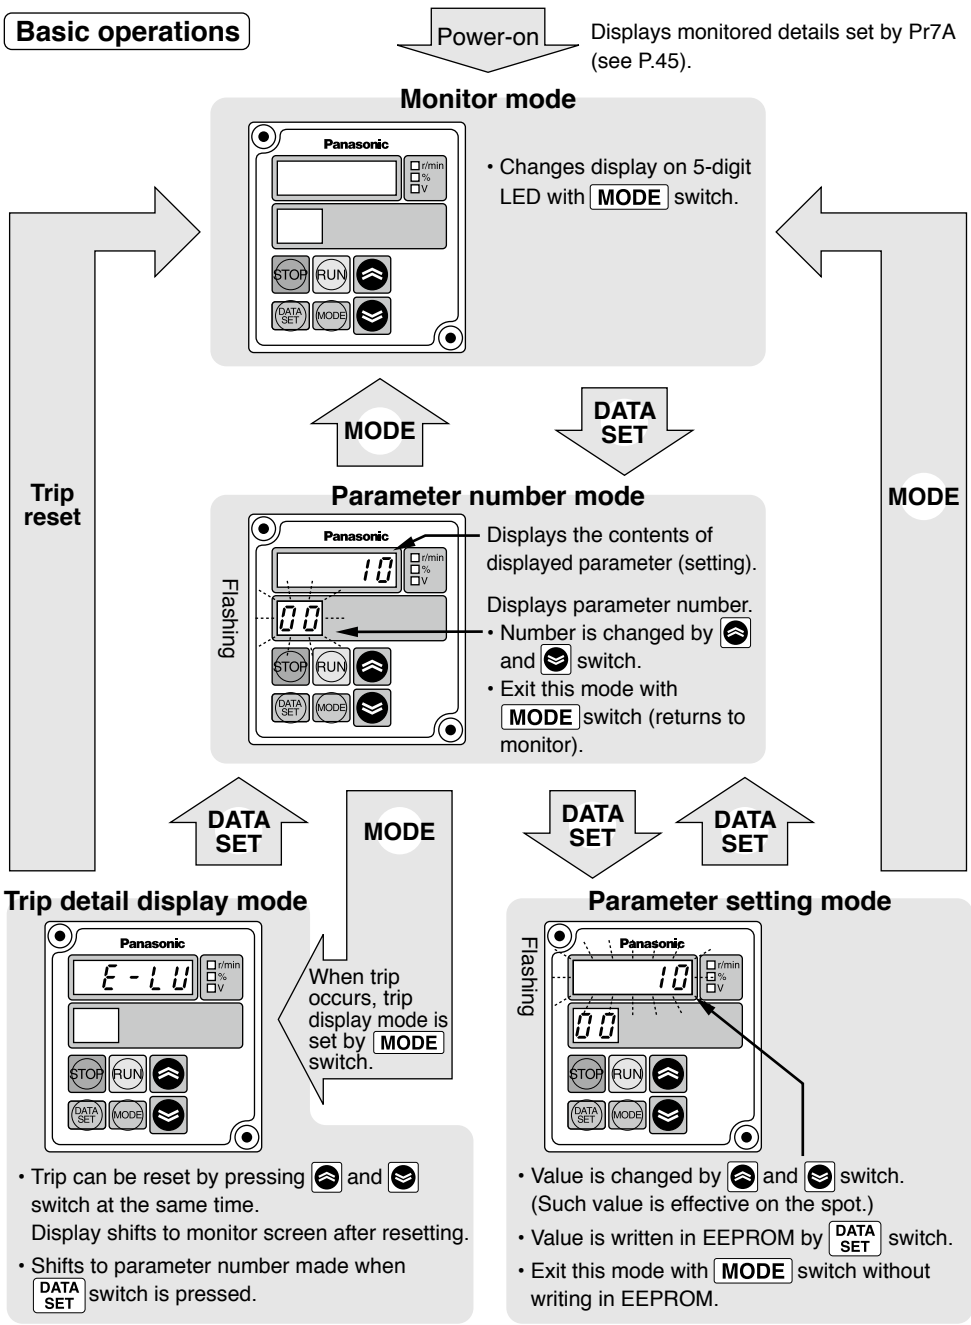 Basic operations
Power-on
Displays monitored details set by Pr7A
(see P.45).
Monitor mode
Panasonic
r/min
%
V
STOP RUN
DATA
SET
MODE
• Changes display on 5-digit
LED with MODE switch.
MODE
DATA
SET
Trip
reset
MODE
Parameter number mode
Flashing
Panasonic
10
r/min
%
V
00
STOP RUN
DATA
SET
MODE
Displays the contents of
displayed parameter (setting).
Displays parameter number.
• Number is changed by
and switch.
• Exit this mode with
MODE switch (returns to
monitor).
DATA
SET
MODE
DATA
SET
DATA
SET
Trip detail display mode
Panasonic
E-LU
r/min
%
V
STOP RUN
DATA
SET
MODE
When trip
occurs, trip
display mode is
set by MODE
switch.
• Trip can be reset by pressing and
switch at the same time.
Display shifts to monitor screen after resetting.
• Shifts to parameter number made when
DATA
SET switch is pressed.
Parameter setting mode
Flashing
Panasonic
10
r/min
%
V
00
STOP RUN
DATA
SET
MODE
• Value is changed by and switch.
(Such value is effective on the spot.)
• Value is written in EEPROM by DATA
SET switch.
• Exit this mode with MODE switch without
writing in EEPROM.